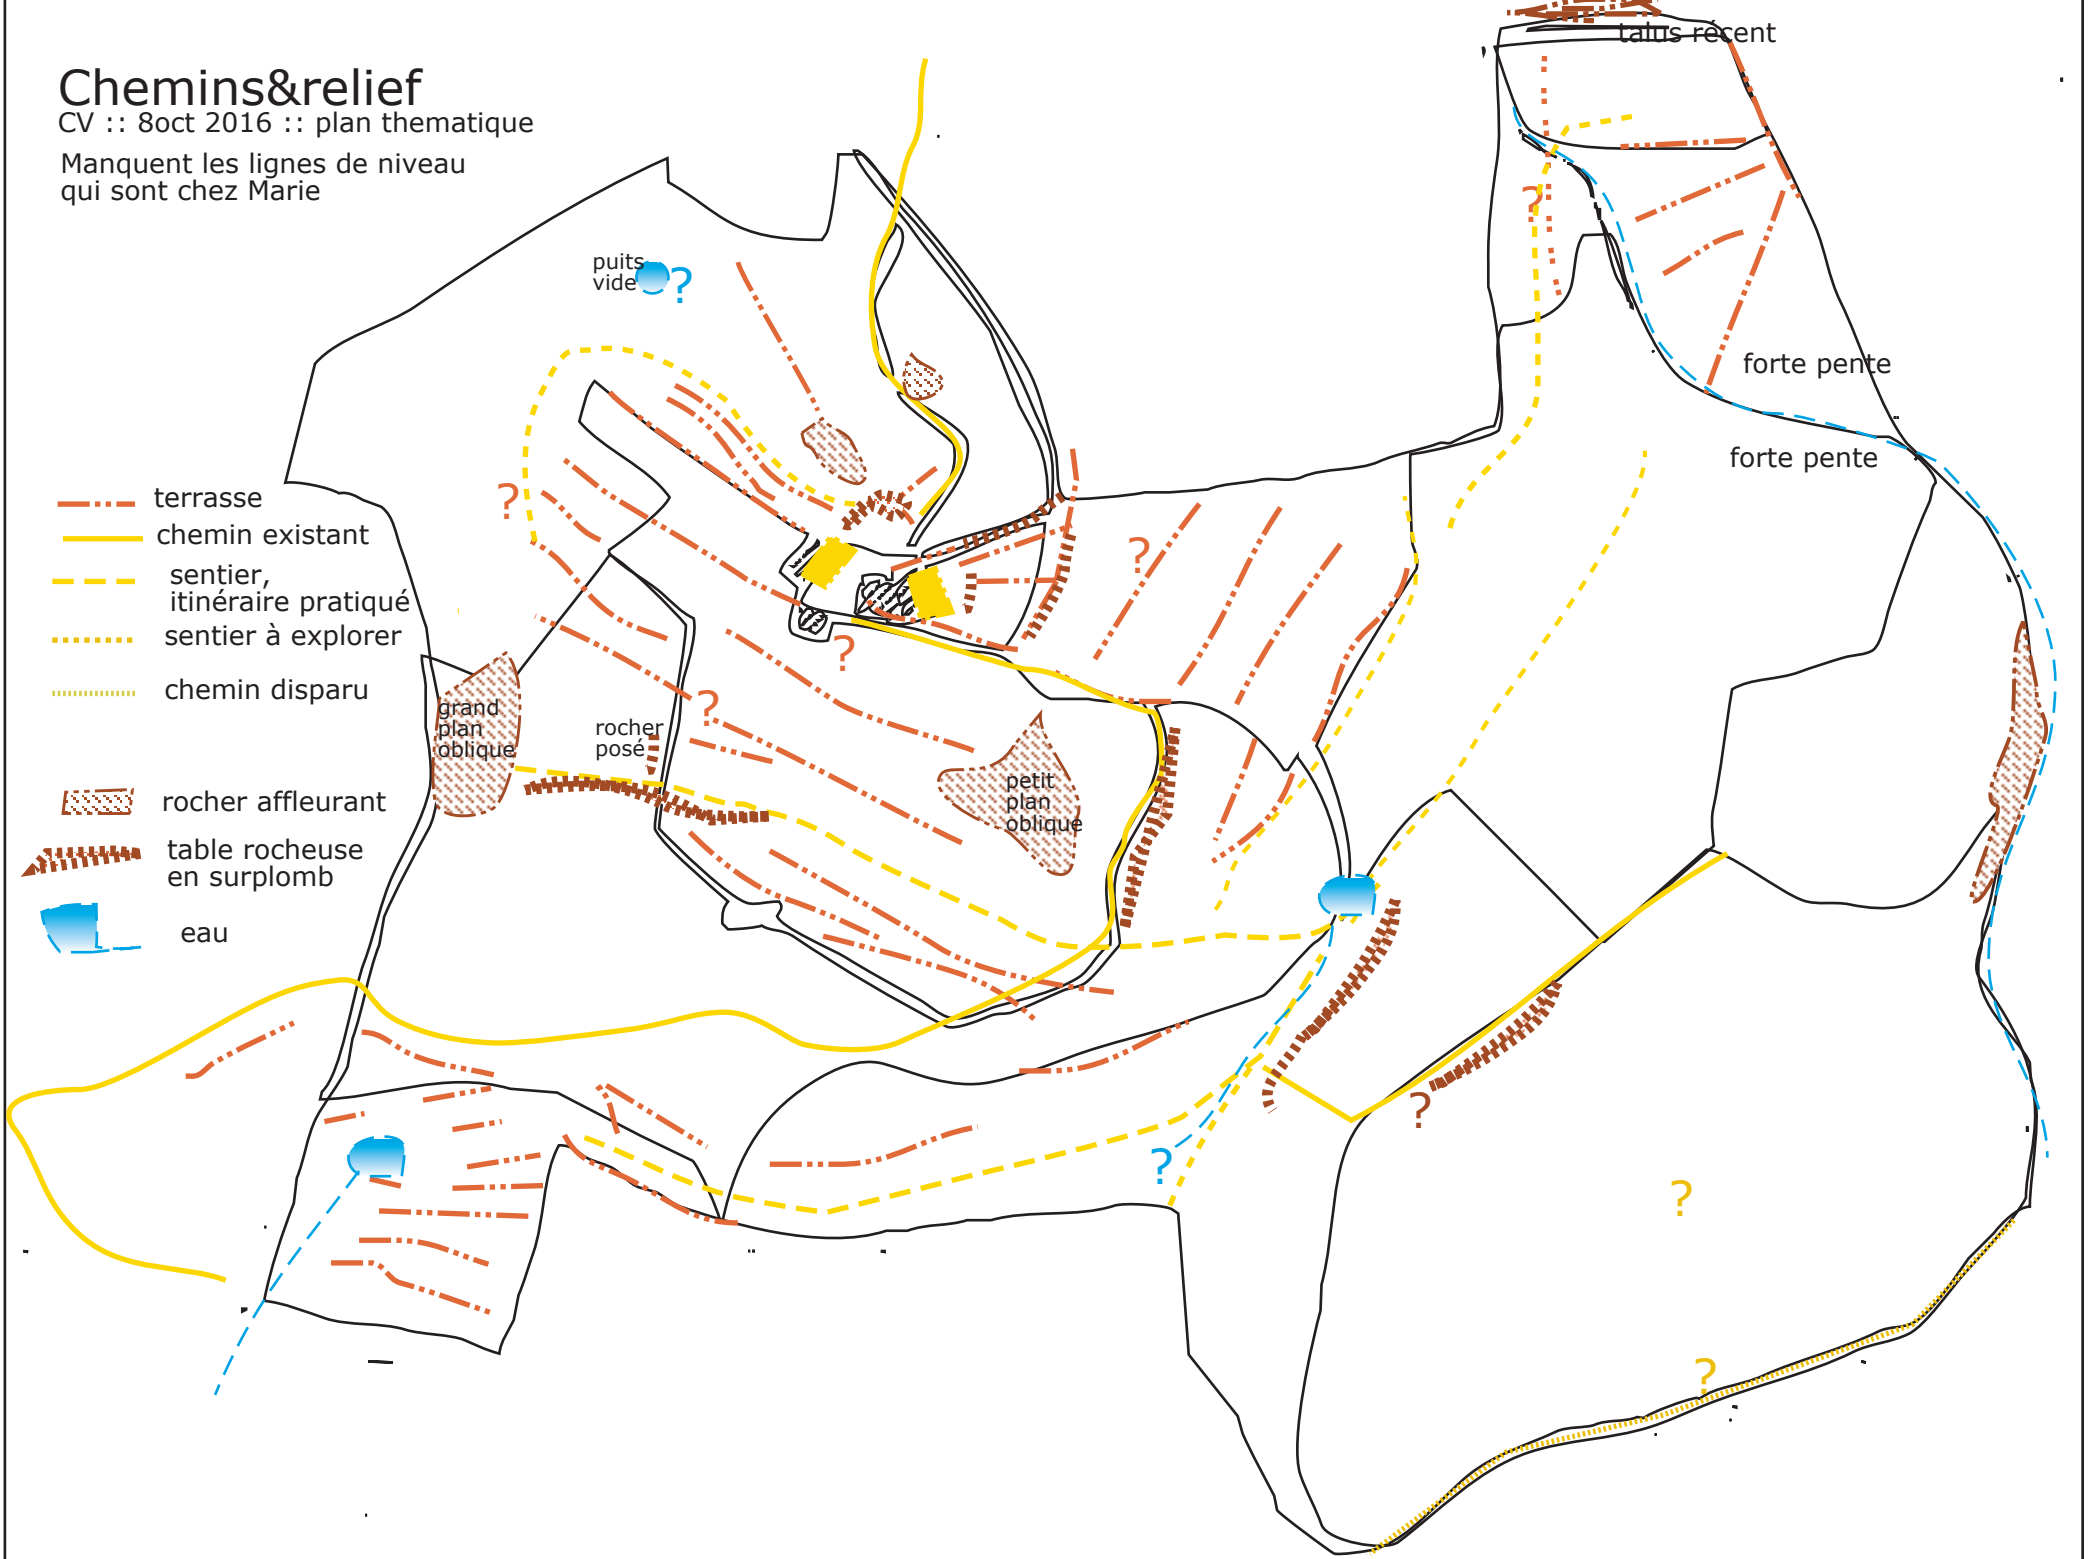 talus récent
Chemins&relief
CV :: 8oct 2016 :: plan thematique
Manquent les lignes de niveau
qui sont chez Marie
?
puits
vide
?
forte pente
forte pente
terrasse
chemin existant
sentier,
itinéraire pratiqué
sentier à explorer
chemin disparu
?
?
?
?
grand
plan
oblique
rocher
posé
petit
plan
oblique
rocher affleurant
table rocheuse
en surplomb
eau
?
?
?
?